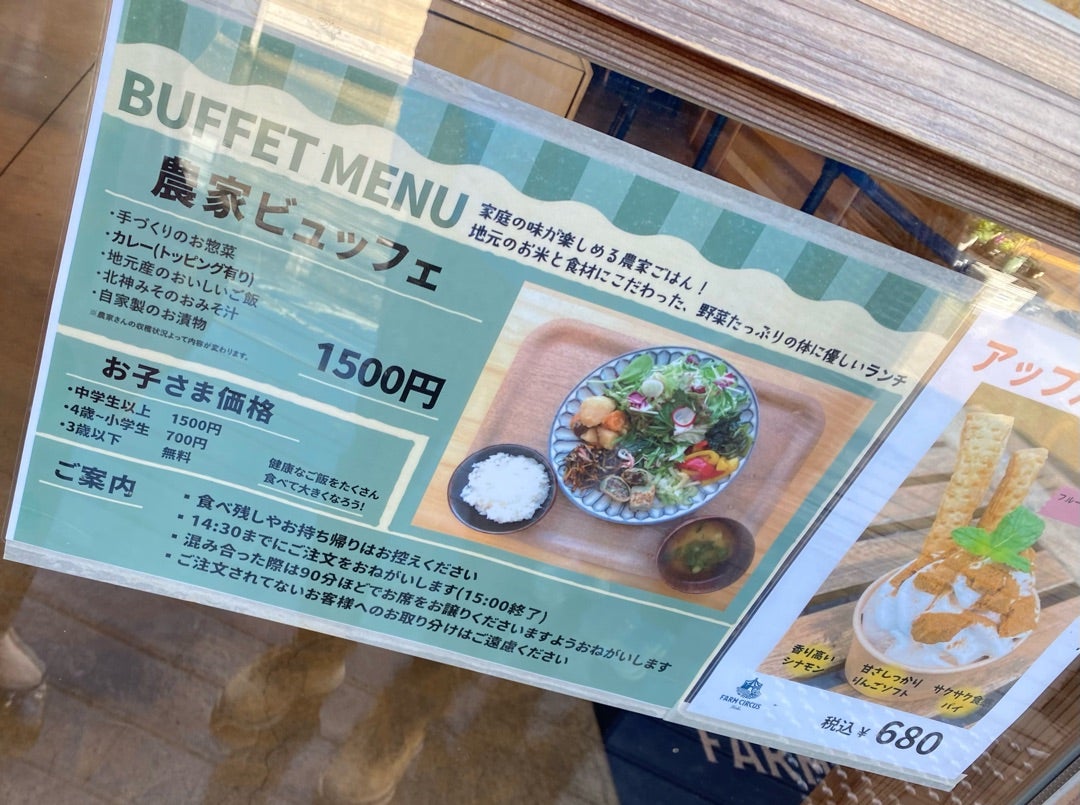 BUFFET MENU
農家ビュッフェ
家庭の味が楽しめる農家ごはん！
地元のお米と食材にこだわった、野菜たっぷりの体に優しいランチ
・手づくりのお惣菜
・カレー(トッピング有り)
・地元産のおいしいご飯
・北神みそのおみそ汁
・自家製のお漬物
※農家さんの収穫状況よって内容が変わります。
1500円
お子さま価格
・中学生以上 1500円
・4歳~小学生 700円
・3歳以下 無料
健康なご飯をたくさん
食べて大きくなろう!
ご案内
▪ 食べ残しやお持ち帰りはお控えください
▪ 14:30までにご注文をおねがいします(15:00終了)
▪ 混み合った際は90分ほどでお席をお譲りくださいますようおねがいします
▪ ご注文されてないお客様へのお取り分けはご遠慮ください
アップ
フルー
香り高い
シナモン
甘さしっかり
りんごソフト
サクサク食
パイ
FARM CIRCUS
税込¥680
FARM